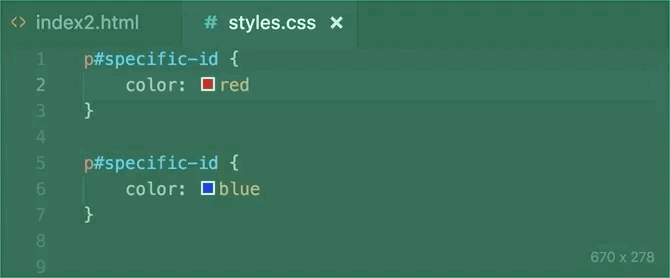 <> index2.html # styles.css ×
1 p#specific-id {
2 color: red
3 }
4
5 p#specific-id {
6 color: blue
7 }
8
9
670 x 278